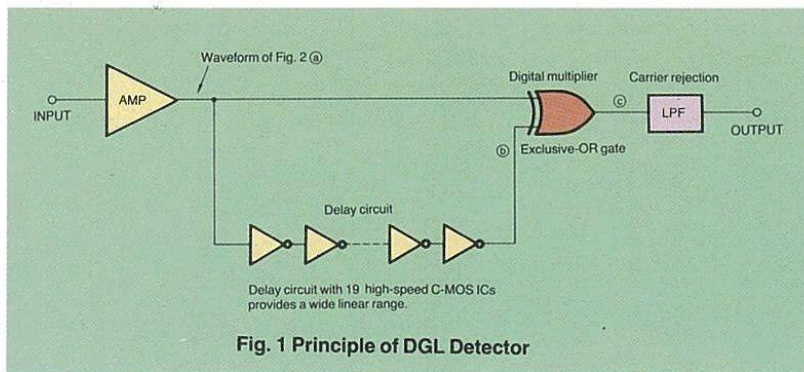 Waveform of Fig. 2 ⓐ
Digital multiplier
Carrier rejection
AMP
INPUT
ⓒ
LPF
OUTPUT
ⓑ
Exclusive-OR gate
Delay circuit
Delay circuit with 19 high-speed C-MOS ICs
provides a wide linear range.
Fig. 1 Principle of DGL Detector